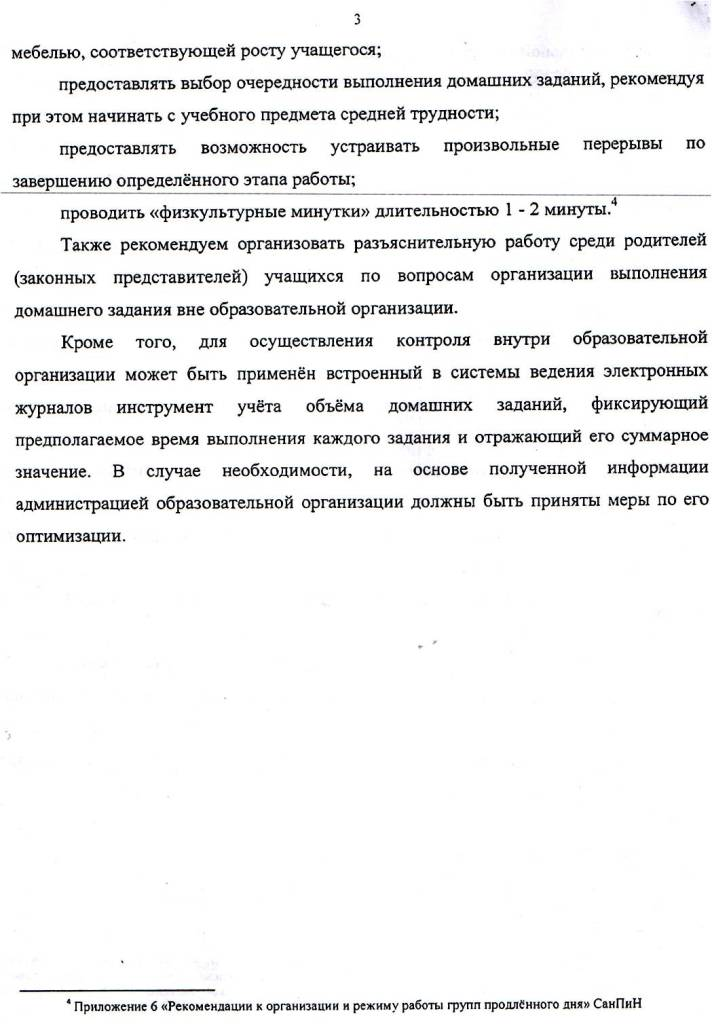 3
мебелью, соответствующей росту учащегося;
предоставлять выбор очередности выполнения домашних заданий, рекомендуя
при этом начинать с учебного предмета средней трудности;
предоставлять возможность устраивать произвольные перерывы по
завершению определённого этапа работы;
проводить «физкультурные минутки» длительностью 1 - 2 минуты.⁴
Также рекомендуем организовать разъяснительную работу среди родителей
(законных представителей) учащихся по вопросам организации выполнения
домашнего задания вне образовательной организации.
Кроме того, для осуществления контроля внутри образовательной
организации может быть применён встроенный в системы ведения электронных
журналов инструмент учёта объёма домашних заданий, фиксирующий
предполагаемое время выполнения каждого задания и отражающий его суммарное
значение. В случае необходимости, на основе полученной информации
администрацией образовательной организации должны быть приняты меры по его
оптимизации.
⁴ Приложение 6 «Рекомендации к организации и режиму работы групп продлённого дня» СанПиН